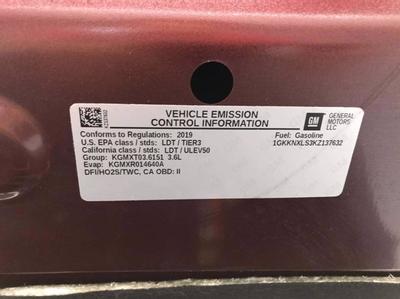 VEHICLE EMISSION
CONTROL INFORMATION
GM
GENERAL
MOTORS
LLC
Conforms to Regulations: 2019
Fuel: Gasoline
U.S. EPA class / stds: LDT / TIER3
1GKKNXLS3KZ137632
California class / stds: LDT / ULEV50
Group: KGMXT03.6151 3.6L
Evap: KGMXR014640A
DFI/HO2S/TWC, CA OBD: II